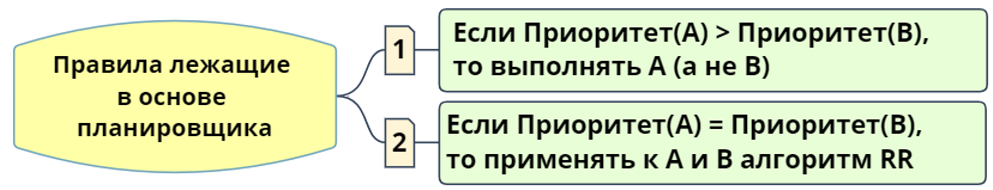 Правила лежащие
в основе
планировщика
1
Если Приоритет(A) > Приоритет(B),
то выполнять A (а не B)
2
Если Приоритет(A) = Приоритет(B),
то применять к A и B алгоритм RR